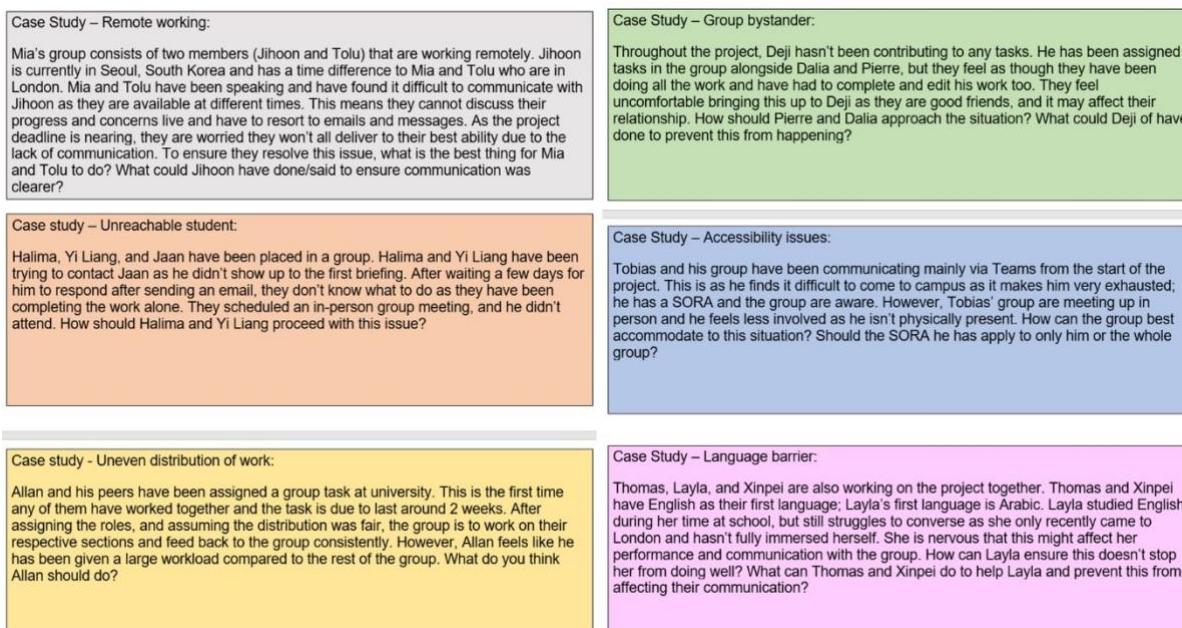 Case Study – Remote working:
Mia's group consists of two members (Jihoon and Tolu) that are working remotely. Jihoon
is currently in Seoul, South Korea and has a time difference to Mia and Tolu who are in
London. Mia and Tolu have been speaking and have found it difficult to communicate with
Jihoon as they are available at different times. This means they cannot discuss their
progress and concerns live and have to resort to emails and messages. As the project
deadline is nearing, they are worried they won't all deliver to their best ability due to the
lack of communication. To ensure they resolve this issue, what is the best thing for Mia
and Tolu to do? What could Jihoon have done/said to ensure communication was
clearer?
Case Study – Group bystander:
Throughout the project, Deji hasn't been contributing to any tasks. He has been assigned
tasks in the group alongside Dalia and Pierre, but they feel as though they have been
doing all the work and have had to complete and edit his work too. They feel
uncomfortable bringing this up to Deji as they are good friends, and it may affect their
relationship. How should Pierre and Dalia approach the situation? What could Deji of have
done to prevent this from happening?
Case study – Unreachable student:
Halima, Yi Liang, and Jaan have been placed in a group. Halima and Yi Liang have been
trying to contact Jaan as he didn't show up to the first briefing. After waiting a few days for
him to respond after sending an email, they don't know what to do as they have been
completing the work alone. They scheduled an in-person group meeting, and he didn't
attend. How should Halima and Yi Liang proceed with this issue?
Case Study – Accessibility issues:
Tobias and his group have been communicating mainly via Teams from the start of the
project. This is as he finds it difficult to come to campus as it makes him very exhausted;
he has a SORA and the group are aware. However, Tobias' group are meeting up in
person and he feels less involved as he isn't physically present. How can the group best
accommodate to this situation? Should the SORA he has apply to only him or the whole
group?
Case study - Uneven distribution of work:
Allan and his peers have been assigned a group task at university. This is the first time
any of them have worked together and the task is due to last around 2 weeks. After
assigning the roles, and assuming the distribution was fair, the group is to work on their
respective sections and feed back to the group consistently. However, Allan feels like he
has been given a large workload compared to the rest of the group. What do you think
Allan should do?
Case Study – Language barrier:
Thomas, Layla, and Xinpei are also working on the project together. Thomas and Xinpei
have English as their first language; Layla's first language is Arabic. Layla studied English
during her time at school, but still struggles to converse as she only recently came to
London and hasn't fully immersed herself. She is nervous that this might affect her
performance and communication with the group. How can Layla ensure this doesn't stop
her from doing well? What can Thomas and Xinpei do to help Layla and prevent this from
affecting their communication?